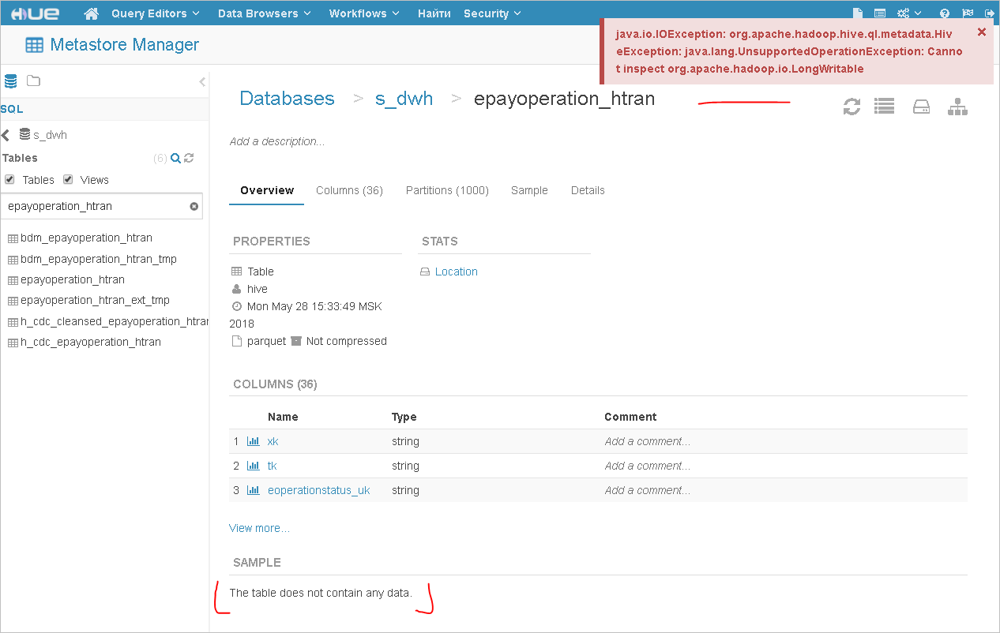 HUE Query Editors Data Browsers Workflows Найти Security
Metastore Manager
java.io.IOException: org.apache.hadoop.hive.ql.metadata.Hiv
eException: java.lang.UnsupportedOperationException: Canno
t inspect org.apache.hadoop.io.LongWritable
SQL
s_dwh
Tables (6)
Tables Views
epayoperation_htran
bdm_epayoperation_htran
bdm_epayoperation_htran_tmp
epayoperation_htran
epayoperation_htran_ext_tmp
h_cdc_cleansed_epayoperation_htran
h_cdc_epayoperation_htran
Databases > s_dwh > epayoperation_htran
Add a description...
Overview Columns (36) Partitions (1000) Sample Details
PROPERTIES STATS
Table Location
hive
Mon May 28 15:33:49 MSK
2018
parquet Not compressed
COLUMNS (36)
Name Type Comment
1 xk string Add a comment...
2 tk string Add a comment...
3 eoperationstatus_uk string Add a comment...
View more...
SAMPLE
The table does not contain any data.